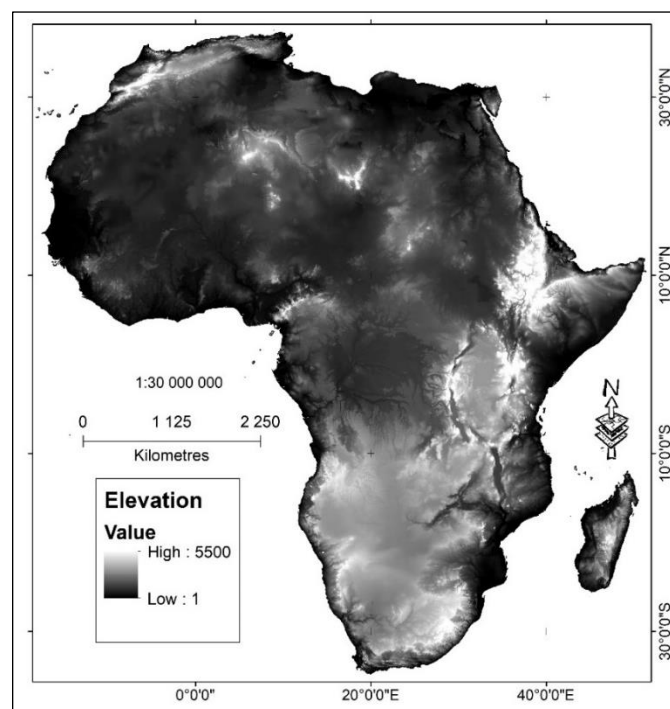 30°0'0"N
10°0'0"N
1:30 000 000
0 1 125 2 250
Kilometres
N
10°0'0"S
Elevation
Value
High : 5500
Low : 1
30°0'0"S
0°0'0" 20°0'0"E 40°0'0"E